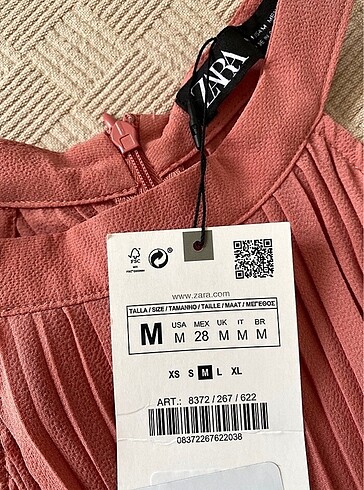 ZARA
FSC
www.zara.com
TALLA / SIZE / TAMANHO / TAILLE / MAAT / ΜΕΓΕΘΟΣ
M USA MEX UK IT BR
M 28 M M M
XS S M L XL
ART.: 8372 / 267 / 622
08372267622038